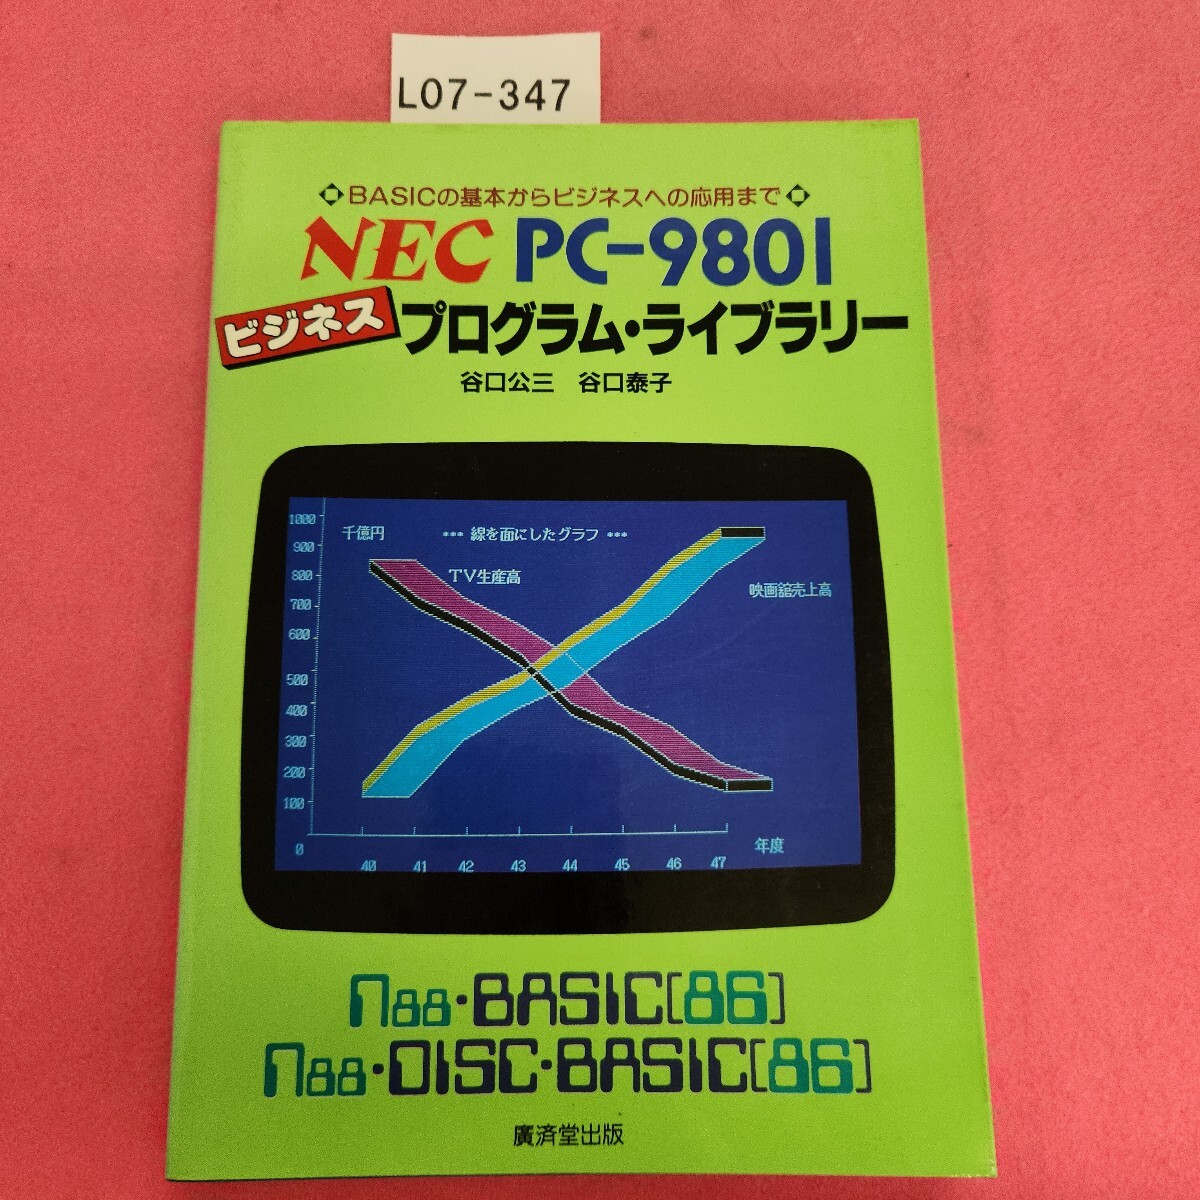 L07-347
BASICの基本からビジネスへの応用まで
NEC PC-9801
ビジネス プログラム・ライブラリー
谷口公三 谷口泰子
千億円 *** 線を面にしたグラフ ***
TV生産高
映画舘売上高
1000
900
800
700
600
500
400
300
200
100
0
40 41 42 43 44 45 46 47 年度
n88・BASIC[86]
n88・DISC・BASIC[86]
廣済堂出版